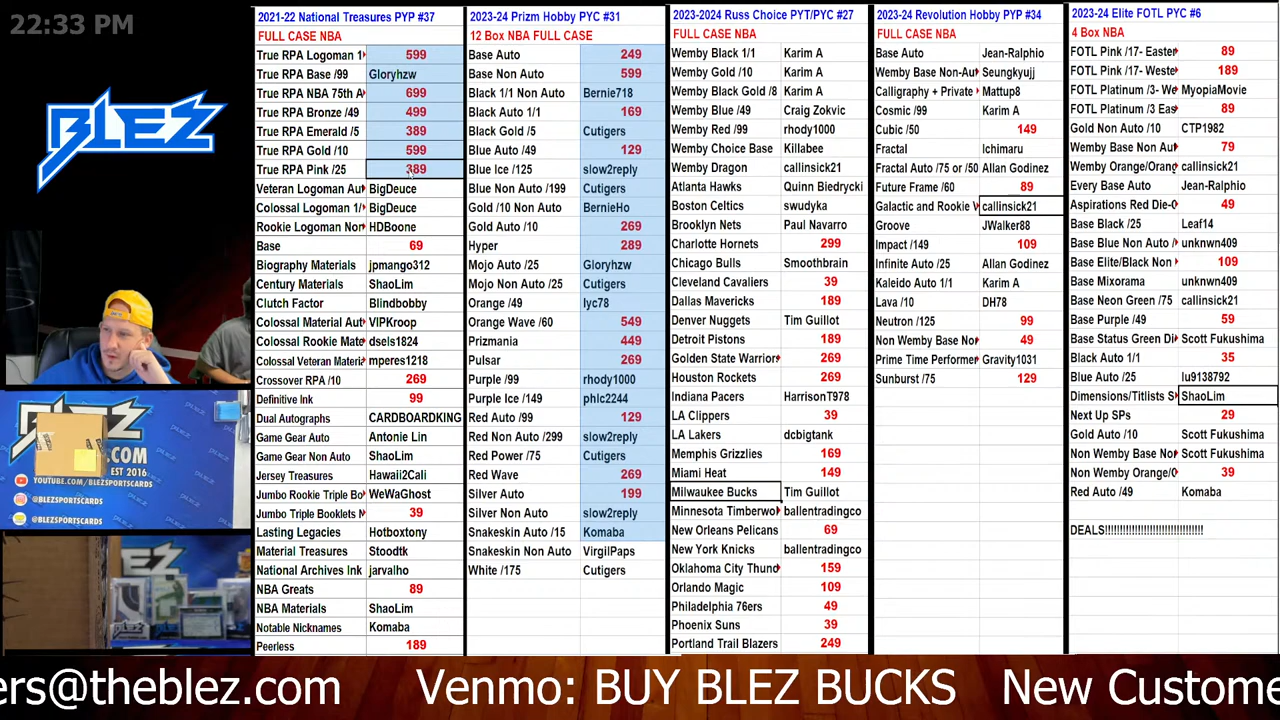 22:33 PM
BLEZ
BLEZ
.COM
EST 2016
YOUTUBE.COM/BLEZSPORTSCARDS
@BLEZSPORTSCARDS
@BLEZSPORTSCARDS
2021-22 National Treasures PYP #37
FULL CASE NBA
True RPA Logoman 1 599
True RPA Base /99 Gloryhzw
True RPA NBA 75th A 699
True RPA Bronze /49 499
True RPA Emerald /5 389
True RPA Gold /10 599
True RPA Pink /25 389
Veteran Logoman Au BigDeuce
Colossal Logoman 1/ BigDeuce
Rookie Logoman Non HDBoone
Base 69
Biography Materials jpmango312
Century Materials ShaoLim
Clutch Factor Blindbobby
Colossal Material Aut VIPKroop
Colossal Rookie Mate dsels1824
Colossal Veteran Materi mperes1218
Crossover RPA /10 269
Definitive Ink 99
Dual Autographs CARDBOARDKING
Game Gear Auto Antonie Lin
Game Gear Non Auto ShaoLim
Jersey Treasures Hawaii2Cali
Jumbo Rookie Triple Bo WeWaGhost
Jumbo Triple Booklets N 39
Lasting Legacies Hotboxtony
Material Treasures Stoodtk
National Archives Ink jarvalho
NBA Greats 89
NBA Materials ShaoLim
Notable Nicknames Komaba
Peerless 189
2023-24 Prizm Hobby PYC #31
12 Box NBA FULL CASE
Base Auto 249
Base Non Auto 599
Black 1/1 Non Auto Bernie718
Black Auto 1/1 169
Black Gold /5 Cutigers
Blue Auto /49 129
Blue Ice /125 slow2reply
Blue Non Auto /199 Cutigers
Gold /10 Non Auto BernieHo
Gold Auto /10 269
Hyper 289
Mojo Auto /25 Gloryhzw
Mojo Non Auto /25 Cutigers
Orange /49 lyc78
Orange Wave /60 549
Prizmania 449
Pulsar 269
Purple /99 rhody1000
Purple Ice /149 phlc2244
Red Auto /99 129
Red Non Auto /299 slow2reply
Red Power /75 Cutigers
Red Wave 269
Silver Auto 199
Silver Non Auto slow2reply
Snakeskin Auto /15 Komaba
Snakeskin Non Auto VirgilPaps
White /175 Cutigers
2023-2024 Russ Choice PYT/PYC #27
FULL CASE NBA
Wemby Black 1/1 Karim A
Wemby Gold /10 Karim A
Wemby Black Gold /8 Karim A
Wemby Blue /49 Craig Zokvic
Wemby Red /99 rhody1000
Wemby Choice Base Killabee
Wemby Dragon callinsick21
Atlanta Hawks Quinn Biedrycki
Boston Celtics swudyka
Brooklyn Nets Paul Navarro
Charlotte Hornets 299
Chicago Bulls Smoothbrain
Cleveland Cavaliers 39
Dallas Mavericks 189
Denver Nuggets Tim Guillot
Detroit Pistons 189
Golden State Warrior 269
Houston Rockets 269
Indiana Pacers HarrisonT978
LA Clippers 39
LA Lakers dcbigtank
Memphis Grizzlies 169
Miami Heat 149
Milwaukee Bucks Tim Guillot
Minnesota Timberwo ballentradingco
New Orleans Pelicans 69
New York Knicks ballentradingco
Oklahoma City Thund 159
Orlando Magic 109
Philadelphia 76ers 49
Phoenix Suns 39
Portland Trail Blazers 249
2023-24 Revolution Hobby PYP #34
FULL CASE NBA
Base Auto Jean-Ralphio
Wemby Base Non-Au Seungkyujj
Calligraphy + Private Mattup8
Cosmic /99 Karim A
Cubic /50 149
Fractal Ichimaru
Fractal Auto /75 or /50 Allan Godinez
Future Frame /60 89
Galactic and Rookie V callinsick21
Groove JWalker88
Impact /149 109
Infinite Auto /25 Allan Godinez
Kaleido Auto 1/1 Karim A
Lava /10 DH78
Neutron /125 99
Non Wemby Base Non 49
Prime Time Performer Gravity1031
Sunburst /75 129
2023-24 Elite FOTL PYC #6
4 Box NBA
FOTL Pink /17- Easter 89
FOTL Pink /17- Weste 189
FOTL Platinum /3- We MyopiaMovie
FOTL Platinum /3 Eas 89
Gold Non Auto /10 CTP1982
Wemby Base Non Aut 79
Wemby Orange/Orang callinsick21
Every Base Auto Jean-Ralphio
Aspirations Red Die-C 49
Base Black /25 Leaf14
Base Blue Non Auto / unknwn409
Base Elite/Black Non 109
Base Mixorama unknwn409
Base Neon Green /75 callinsick21
Base Purple /49 59
Base Status Green Di Scott Fukushima
Black Auto 1/1 35
Blue Auto /25 lu9138792
Dimensions/Titlists S ShaoLim
Next Up SPs 29
Gold Auto /10 Scott Fukushima
Non Wemby Base Non Scott Fukushima
Non Wemby Orange/O 39
Red Auto /49 Komaba
DEALS!!!!!!!!!!!!!!!!!!!!!!!!!!!!!!!!!
ers@theblez.com Venmo: BUY BLEZ BUCKS New Custome